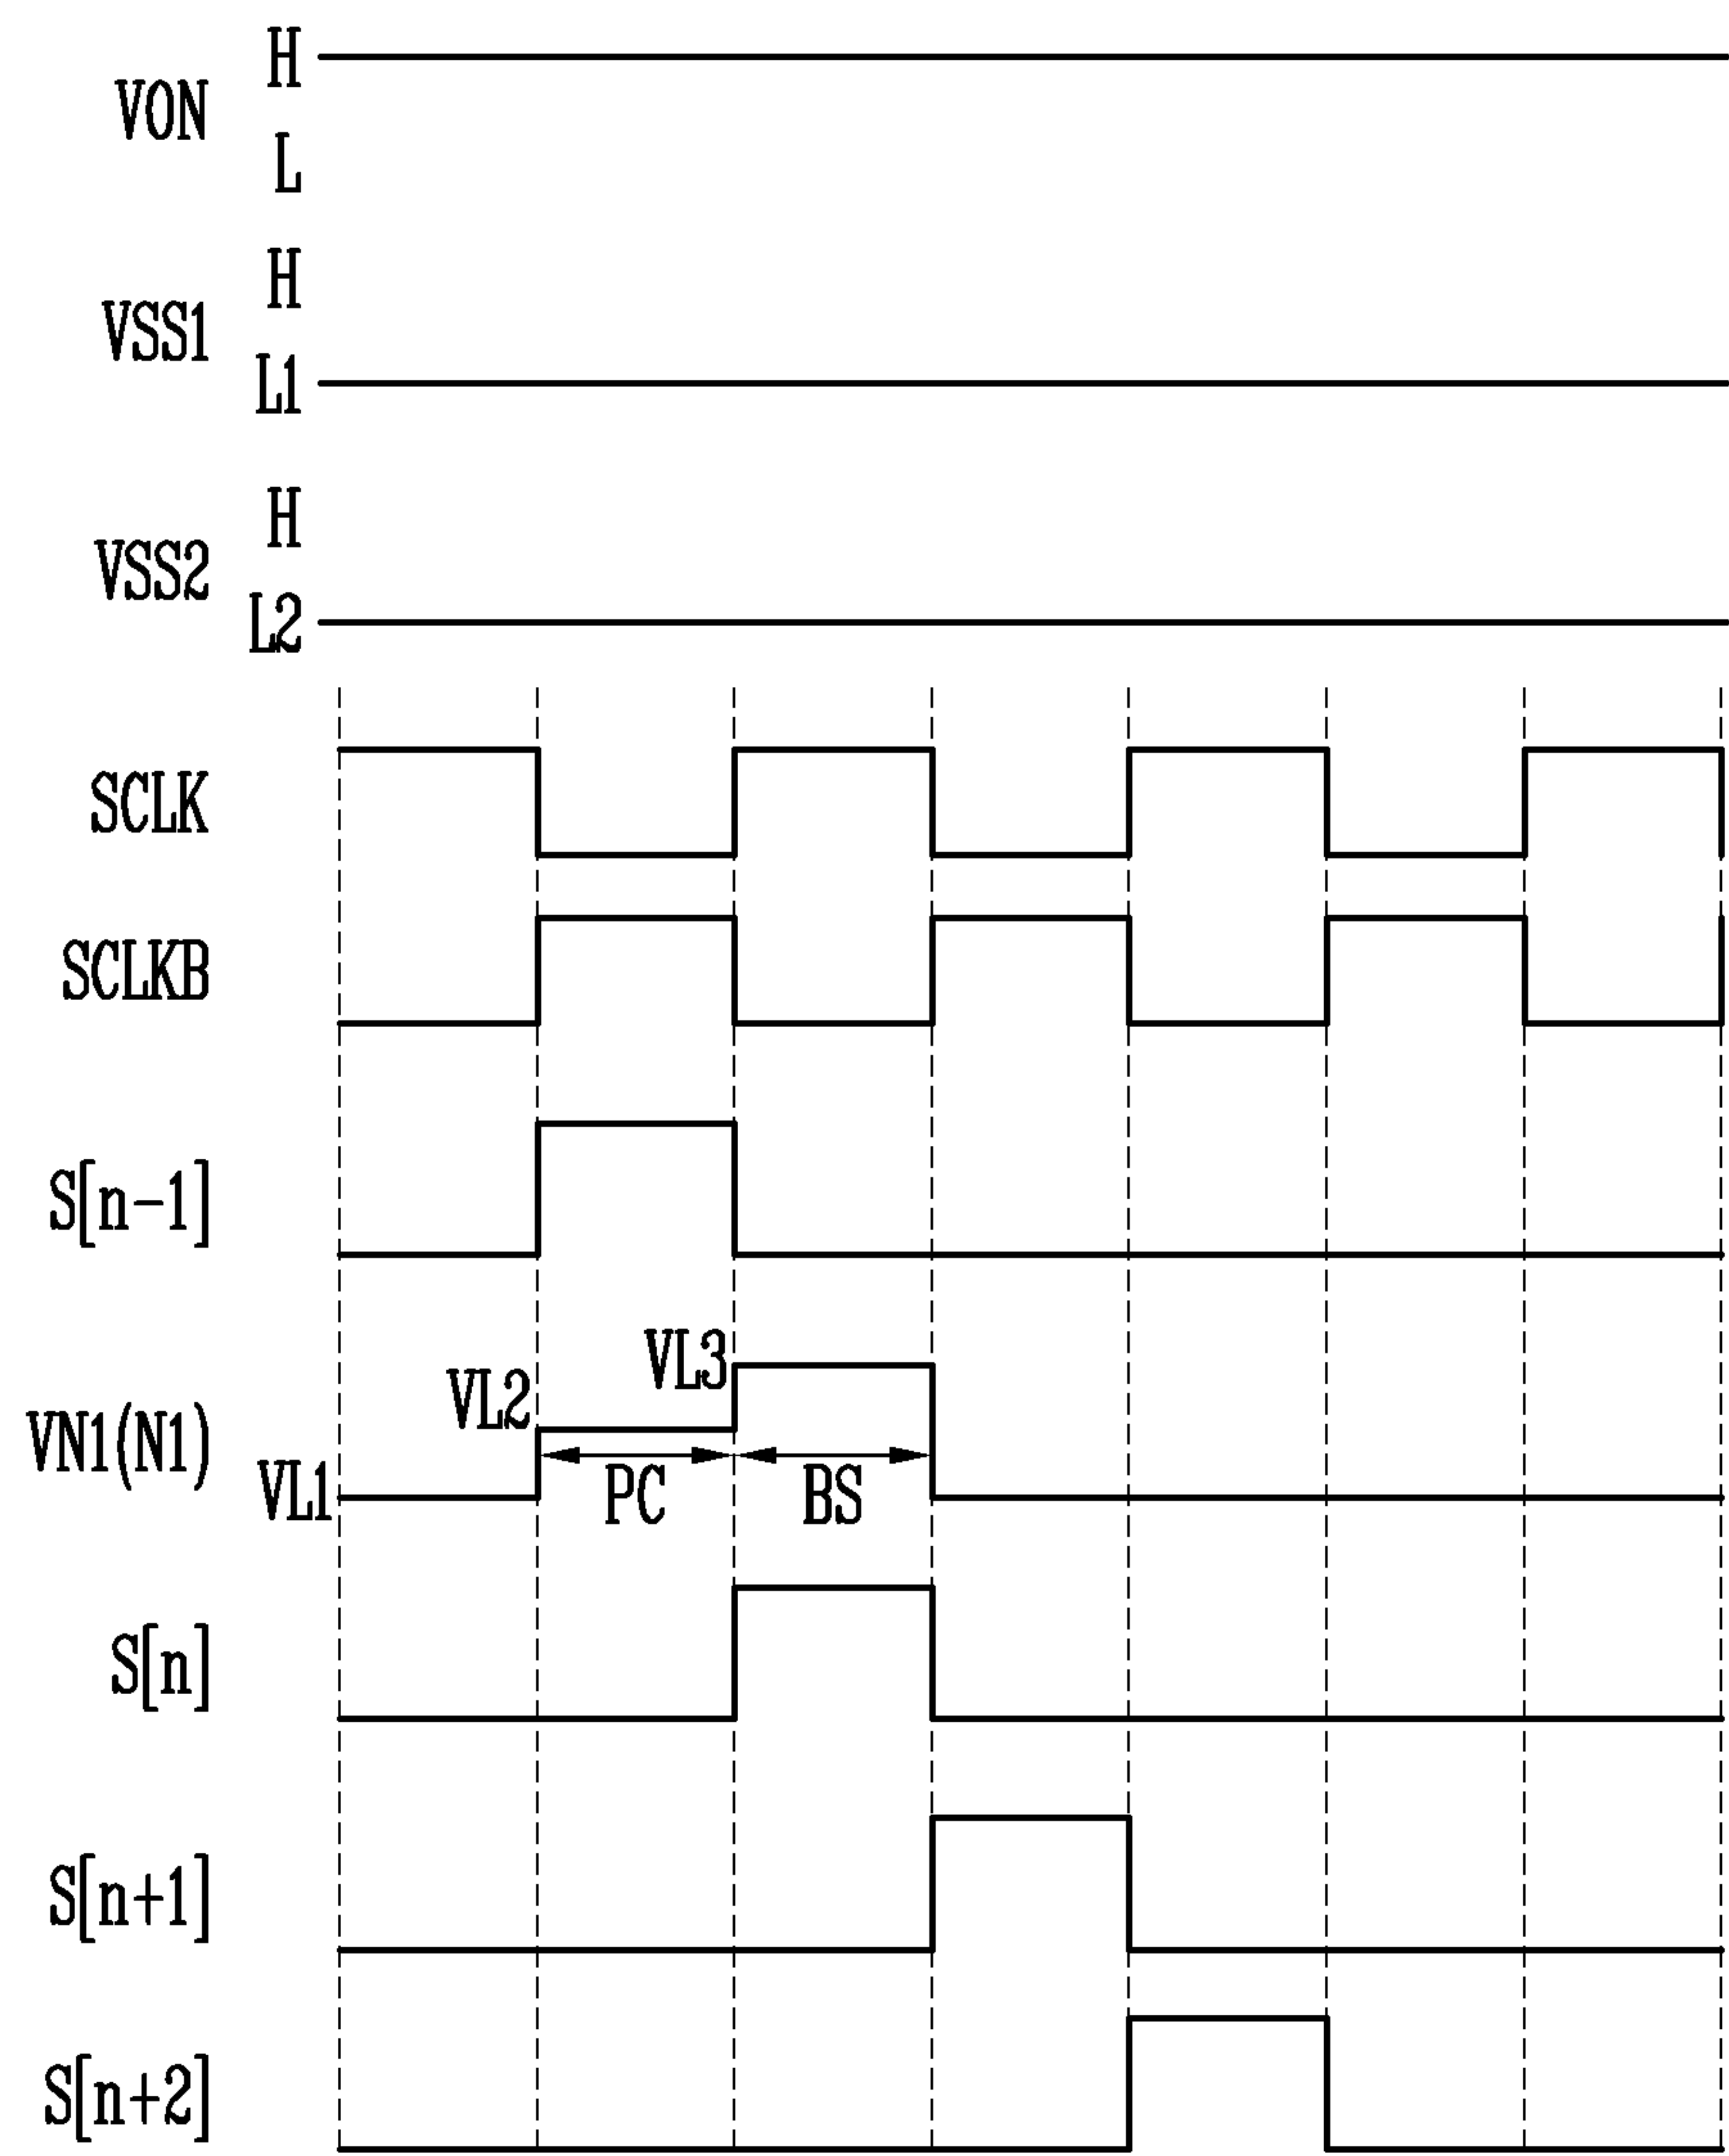 H
VON
L
H
VSS1
L1
H
VSS2
L2
SCLK
SCLKB
S[n-1]
VL3
VL2
VN1(N1)
VL1
PC
BS
S[n]
S[n+1]
S[n+2]